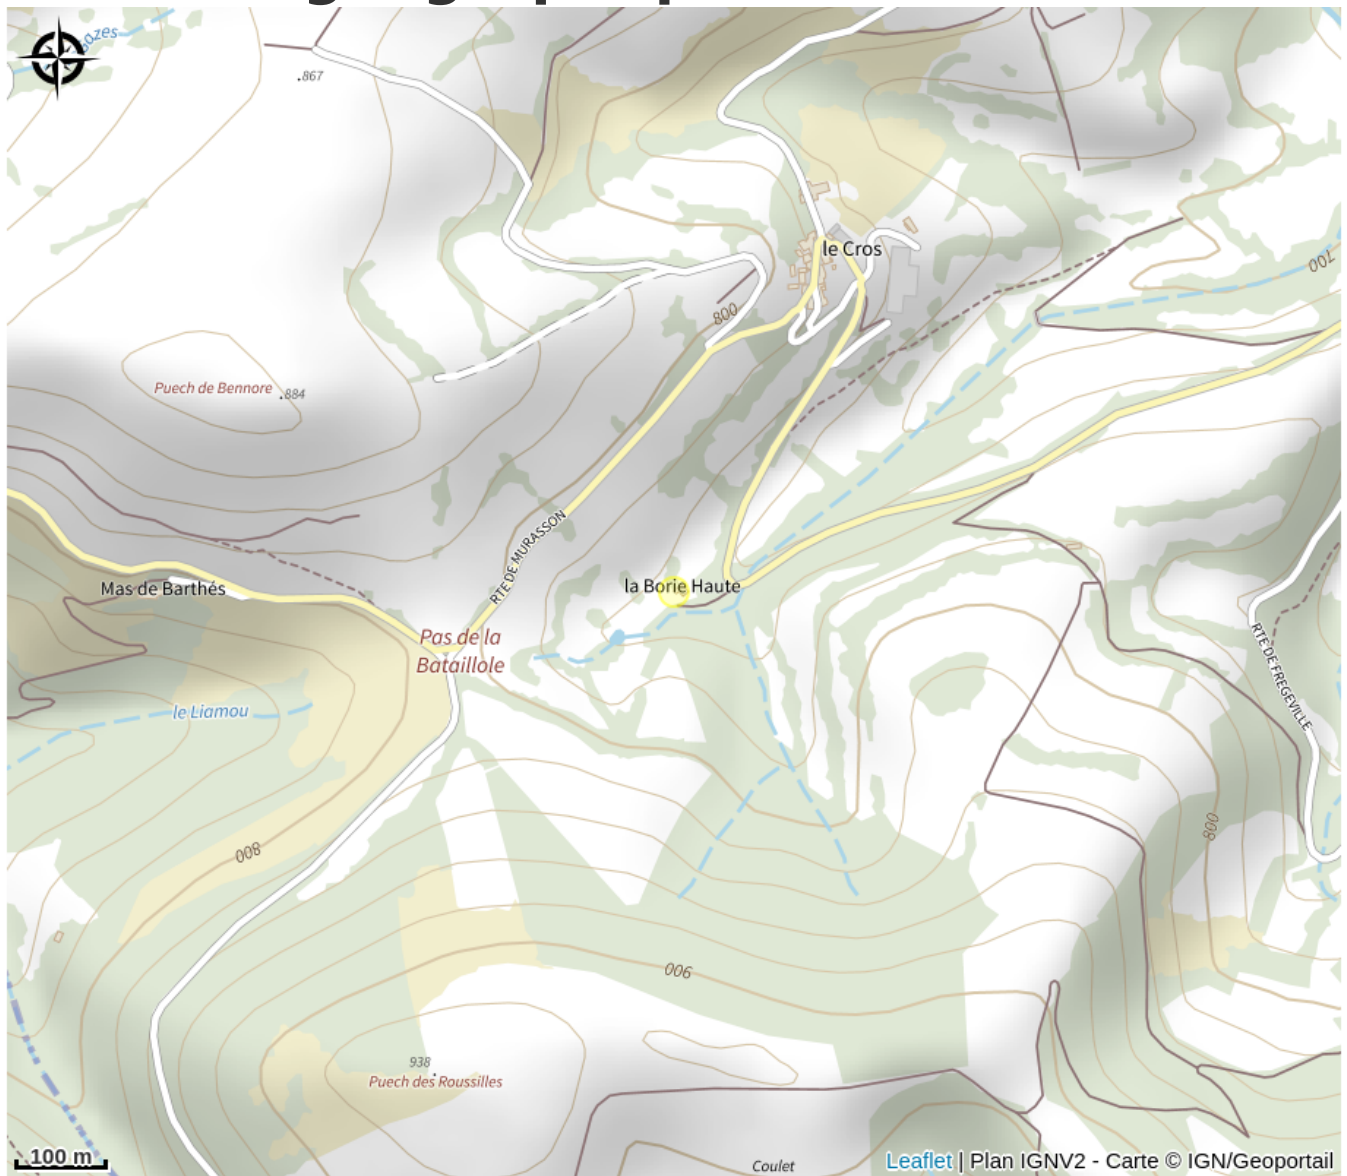 .867
le Cros
700
800
Puech de Bennore
.884
RTE DE MURASSON
Mas de Barthés
la Borie Haute
Pas de la
Bataillole
RTE DE FREGEVILLE
le Liamou
800
800
900
938
Puech des Roussilles
100 m
Coulet
Leaflet | Plan IGNV2 - Carte © IGN/Geoportail